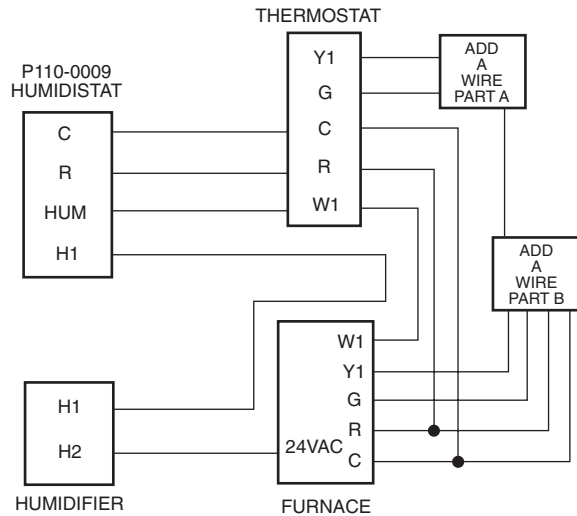 THERMOSTAT
Y1
G
C
R
W1
ADD
A
WIRE
PART A
P110-0009
HUMIDISTAT
C
R
HUM
H1
ADD
A
WIRE
PART B
W1
Y1
G
R
24VAC
C
FURNACE
H1
H2
HUMIDIFIER